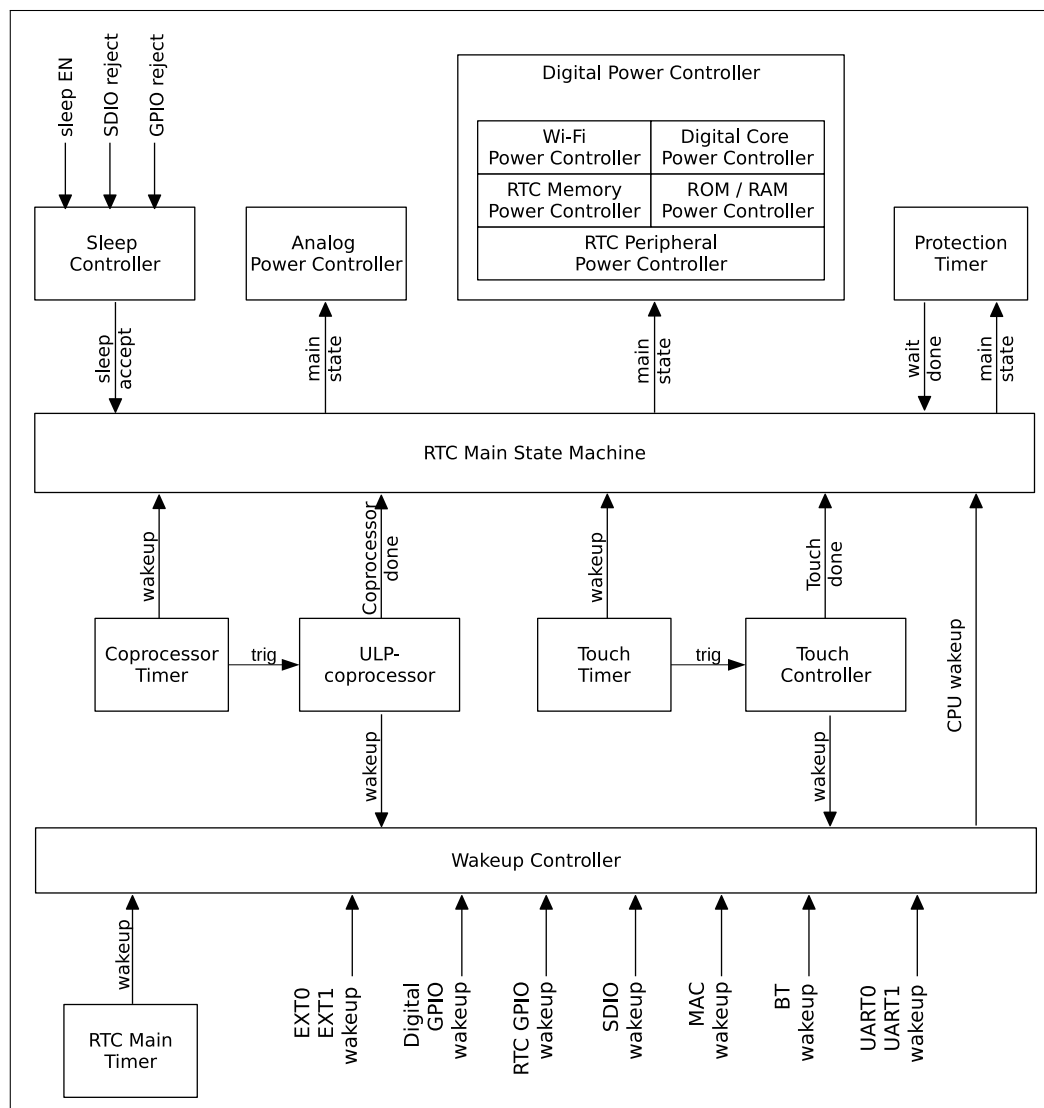 sleep EN
SDIO reject
GPIO reject
Digital Power Controller
Wi-Fi
Power Controller
Digital Core
Power Controller
RTC Memory
Power Controller
ROM / RAM
Power Controller
RTC Peripheral
Power Controller
Sleep
Controller
Analog
Power Controller
Protection
Timer
sleep
accept
main
state
main
state
wait
done
main
state
RTC Main State Machine
wakeup
Coprocessor
done
wakeup
Touch
done
CPU wakeup
Coprocessor
Timer
trig
ULP-
coprocessor
Touch
Timer
trig
Touch
Controller
wakeup
wakeup
Wakeup Controller
wakeup
RTC Main
Timer
EXT0
EXT1
wakeup
Digital
GPIO
wakeup
RTC GPIO
wakeup
SDIO
wakeup
MAC
wakeup
BT
wakeup
UART0
UART1
wakeup